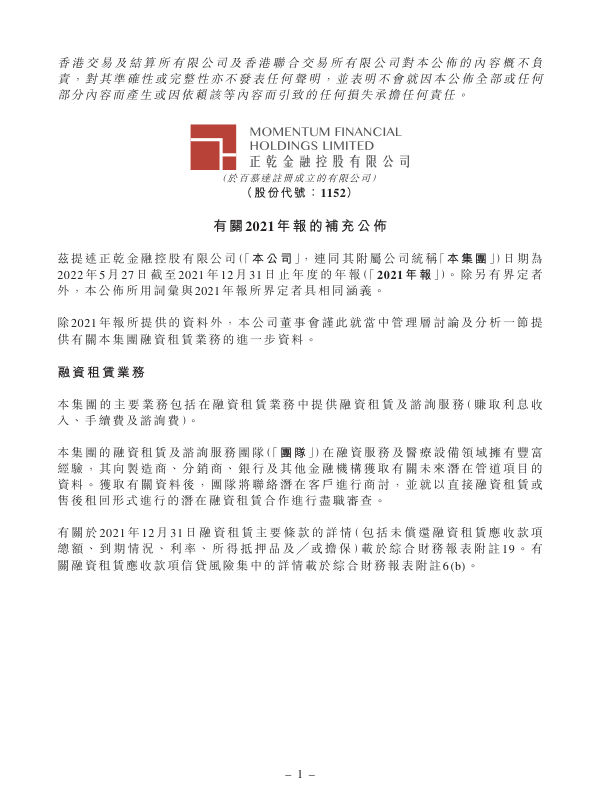 香港交易及結算所有限公司及香港聯合交易所有限公司對本公佈的內容概不負
責，對其準確性或完整性亦不發表任何聲明，並表明不會就因本公佈全部或任何
部分內容而產生或因依賴該等內容而引致的任何損失承擔任何責任。
MOMENTUM FINANCIAL
HOLDINGS LIMITED
正乾金融控股有限公司
（於百慕達註冊成立的有限公司）
（股份代號：1152）
有關2021年報的補充公佈
茲提述正乾金融控股有限公司(「本公司」，連同其附屬公司統稱「本集團」)日期為
2022年5月27日截至2021年12月31日止年度的年報(「2021年報」)。除另有界定者
外，本公佈所用詞彙與2021年報所界定者具相同涵義。
除2021年報所提供的資料外，本公司董事會謹此就當中管理層討論及分析一節提
供有關本集團融資租賃業務的進一步資料。
融資租賃業務
本集團的主要業務包括在融資租賃業務中提供融資租賃及諮詢服務(賺取利息收
入、手續費及諮詢費)。
本集團的融資租賃及諮詢服務團隊(「團隊」)在融資服務及醫療設備領域擁有豐富
經驗，其向製造商、分銷商、銀行及其他金融機構獲取有關未來潛在管道項目的
資料。獲取有關資料後，團隊將聯絡潛在客戶進行商討，並就以直接融資租賃或
售後租回形式進行的潛在融資租賃合作進行盡職審查。
有關於2021年12月31日融資租賃主要條款的詳情(包括未償還融資租賃應收款項
總額、到期情況、利率、所得抵押品及╱或擔保)載於綜合財務報表附註19。有
關融資租賃應收款項信貸風險集中的詳情載於綜合財務報表附註6(b)。
– 1 –